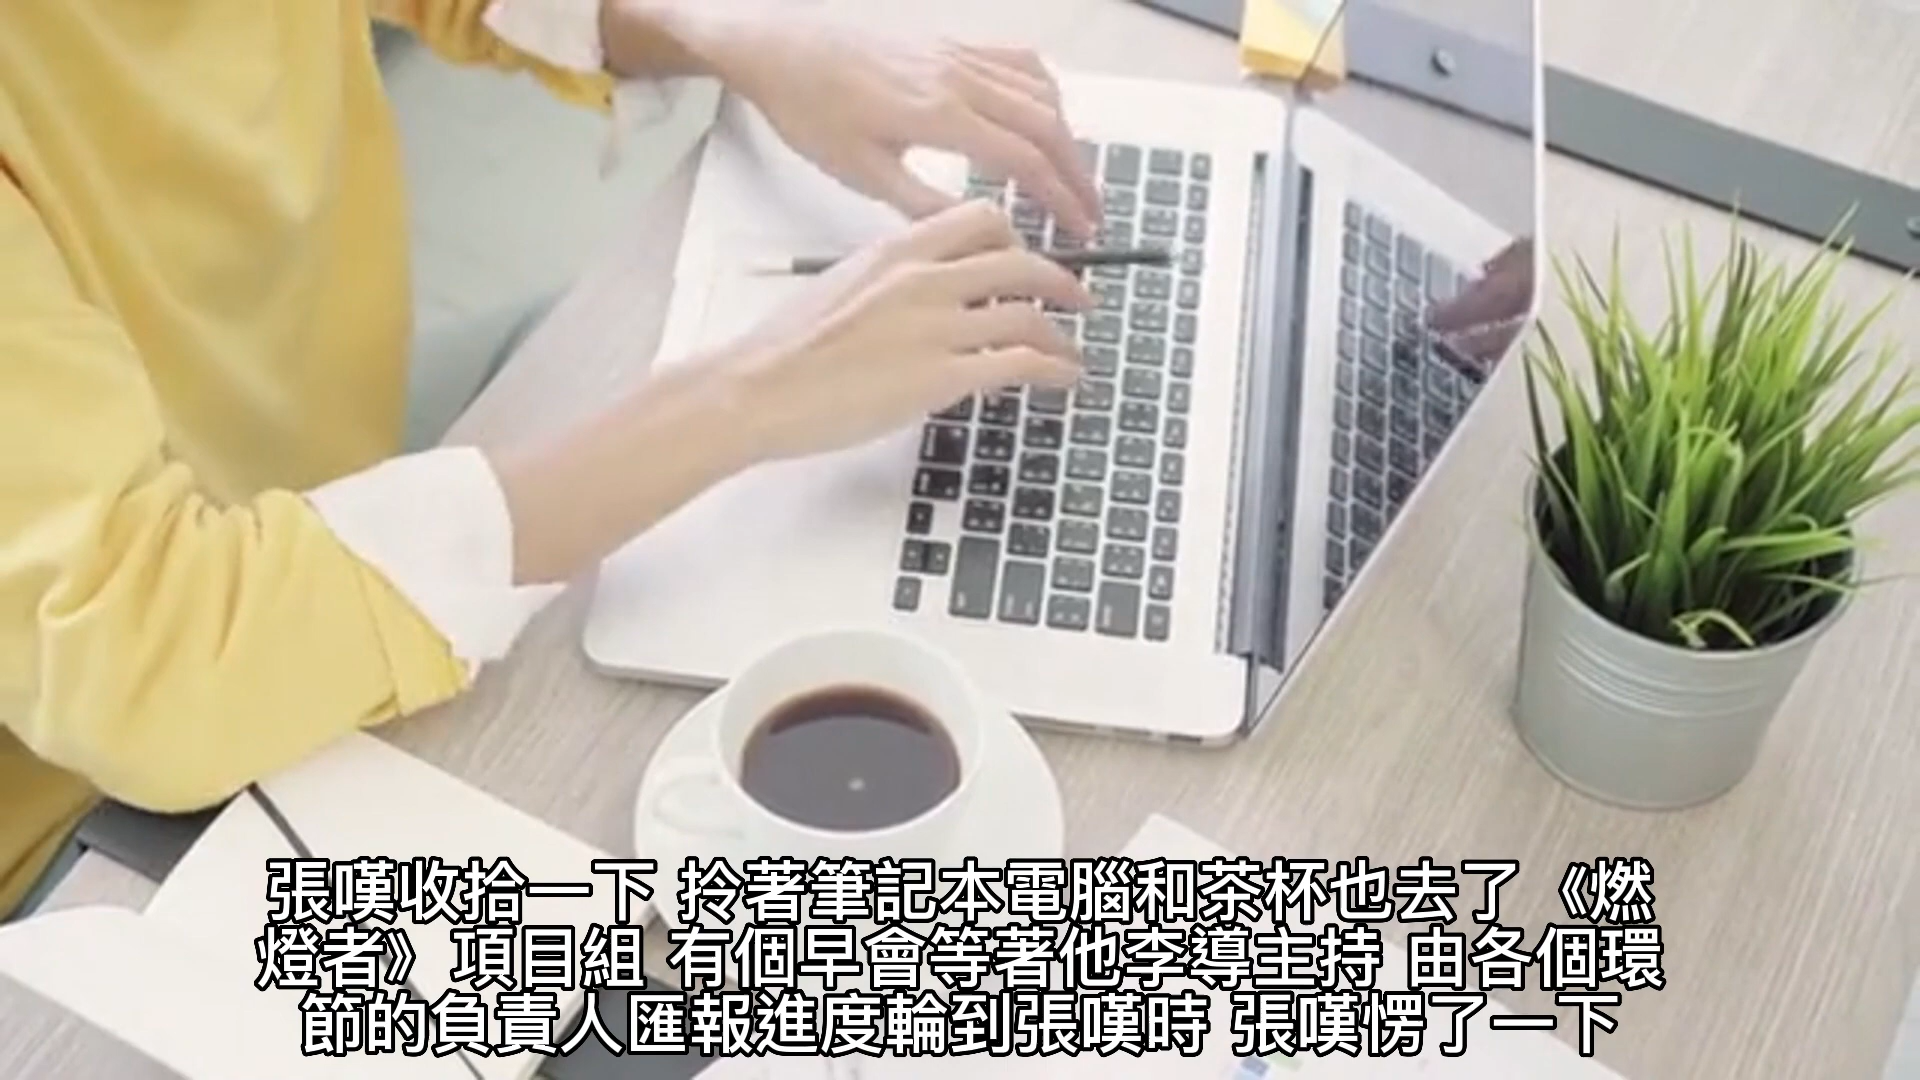 張嘆收拾一下 拎著筆記本電腦和茶杯也去了《燃
燈者》項目組 有個早會等著他李導主持 由各個環
節的負責人匯報進度輪到張嘆時 張嘆愣了一下